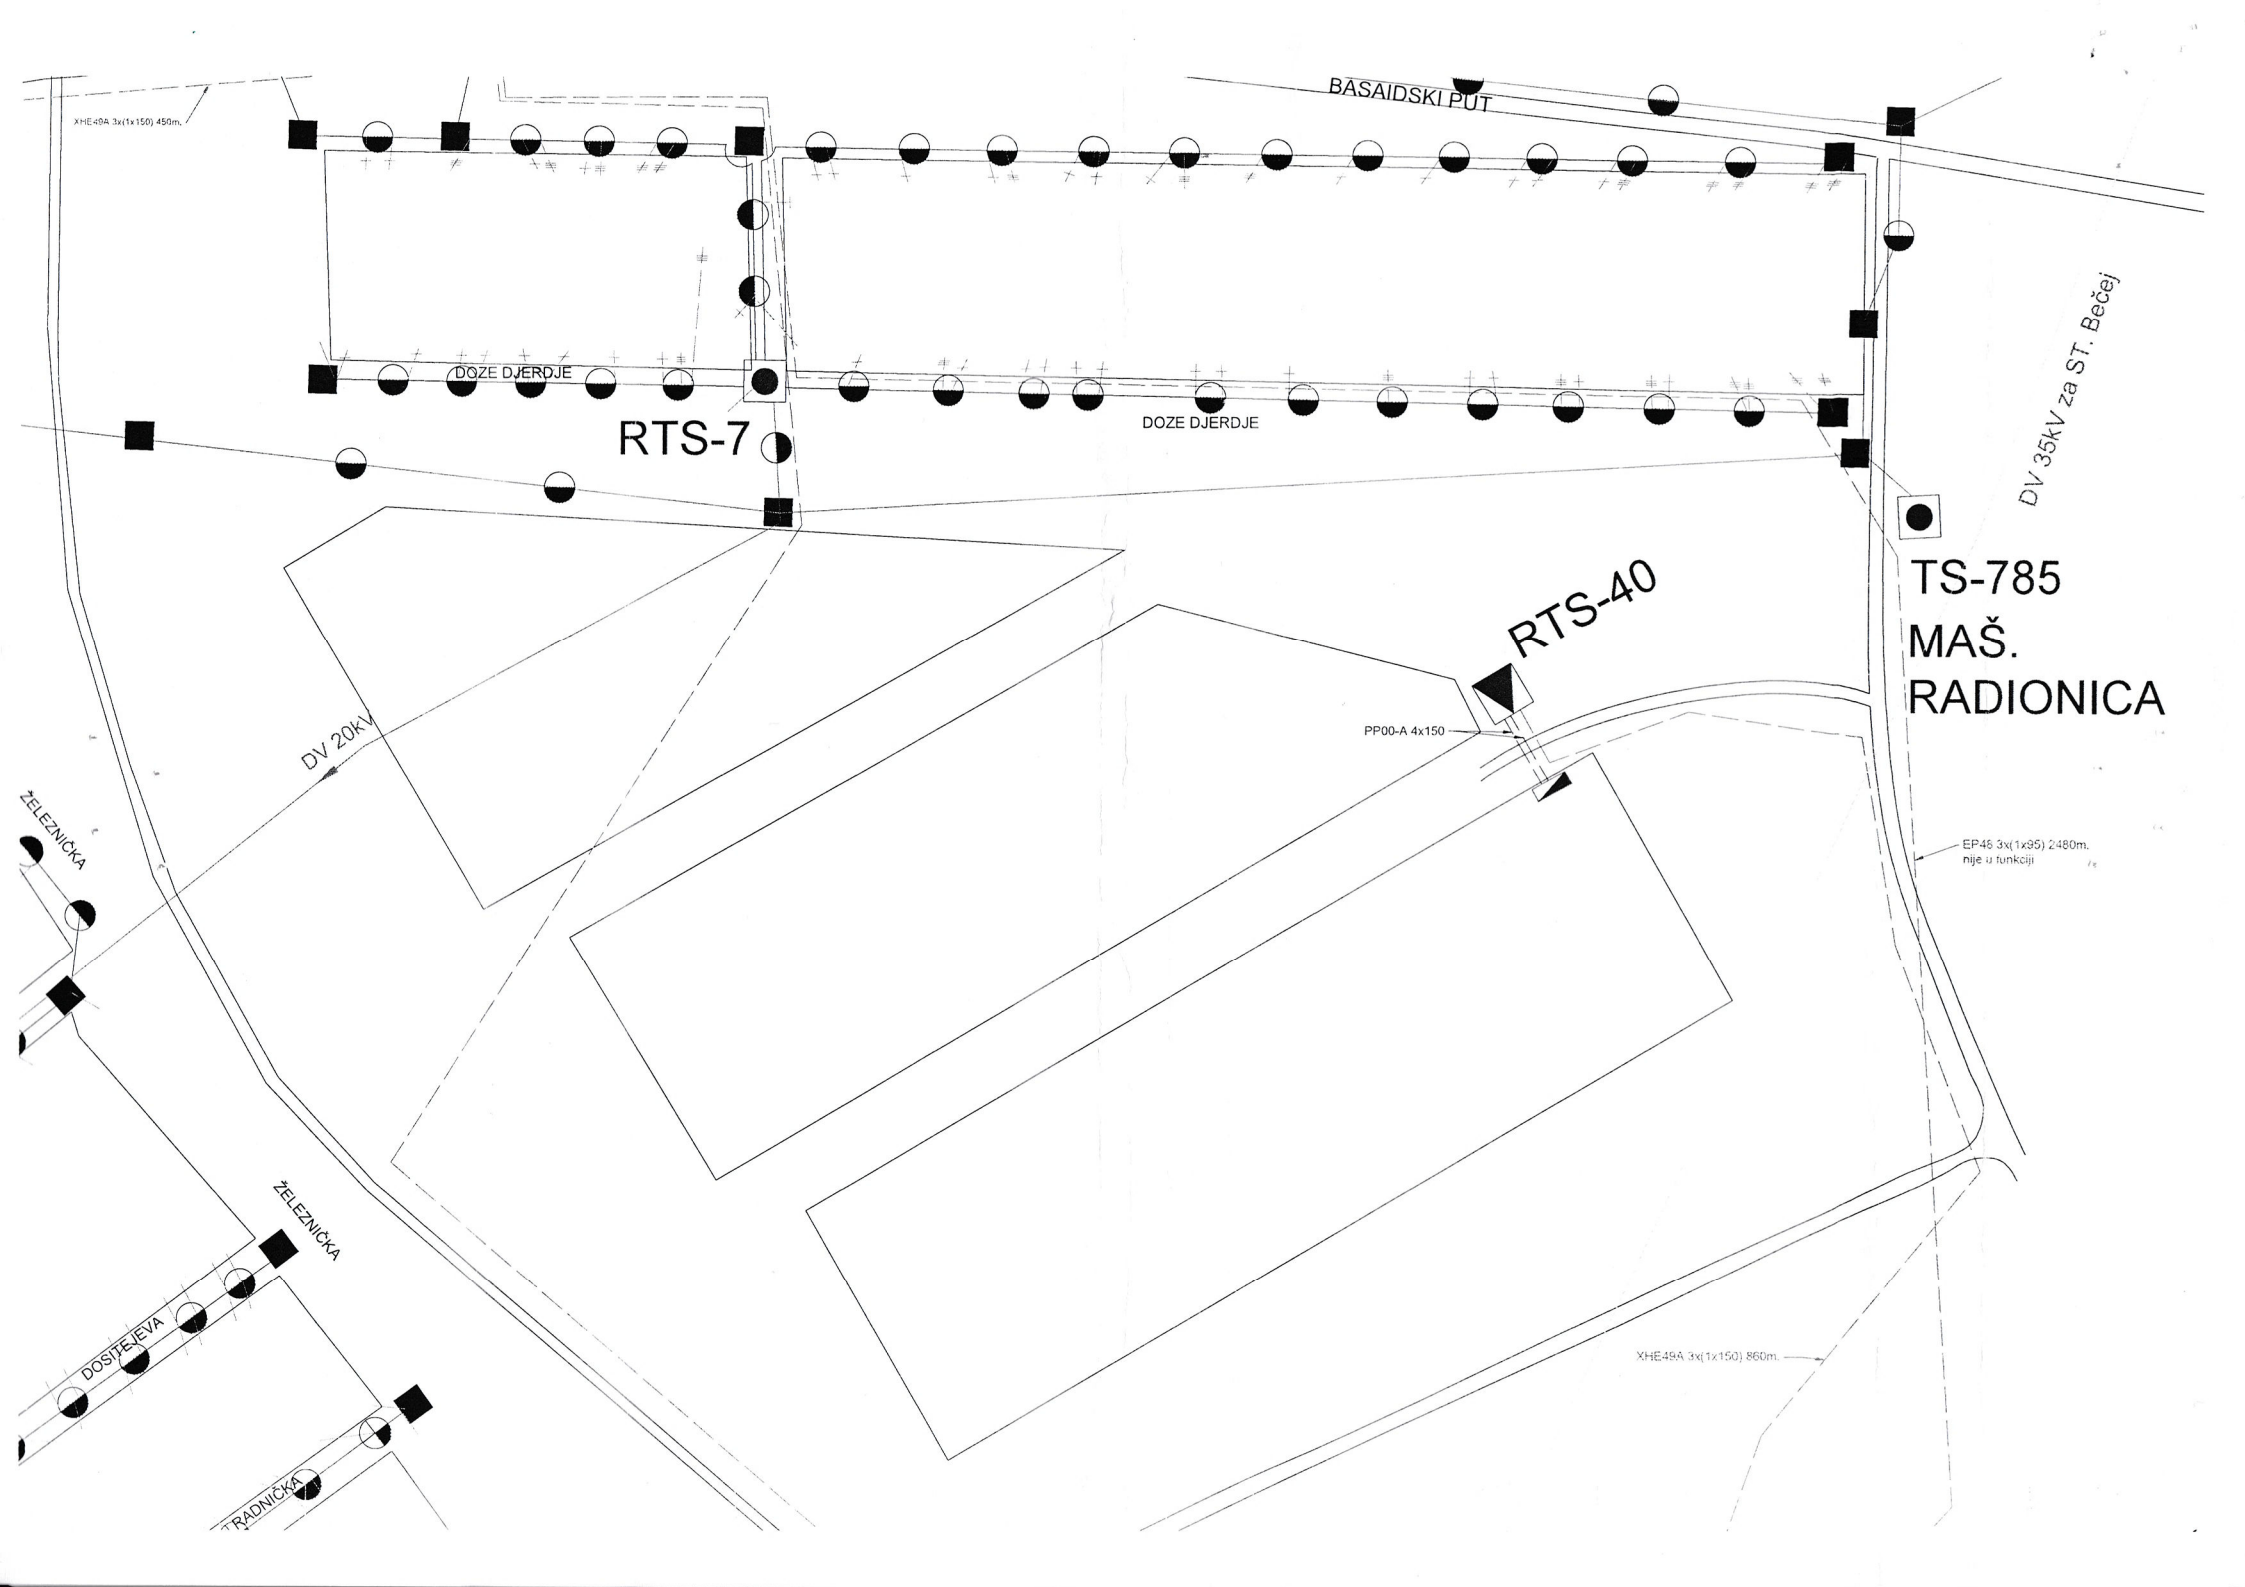 BASAIDSKI PUT
XHE49A 3x(1x150) 450m.
DOZE DJERDJE
DOZE DJERDJE
RTS-7
DV 35kV za ST. Bečej
TS-785
MAŠ.
RADIONICA
RTS-40
PP00-A 4x150
DV 20kV
ŽELEZNIČKA
EP48 3x(1x95) 2480m.
nije u funkciji
ŽELEZNIČKA
DOSITEJEVA
XHE49A 3x(1x150) 860m.
TRADNIČKA